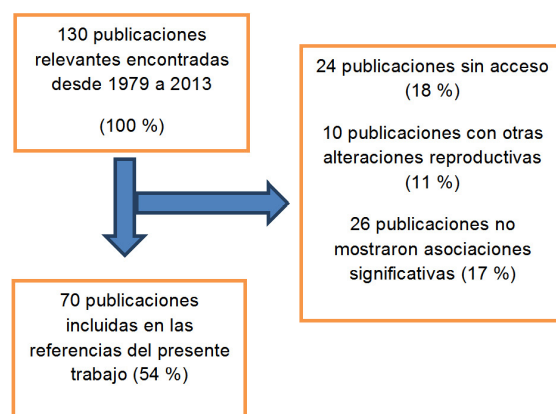 130 publicaciones
relevantes encontradas
desde 1979 a 2013
(100 %)
24 publicaciones sin acceso
(18 %)
10 publicaciones con otras
alteraciones reproductivas
(11 %)
26 publicaciones no
mostraron asociaciones
significativas (17 %)
70 publicaciones
incluidas en las
referencias del presente
trabajo (54 %)